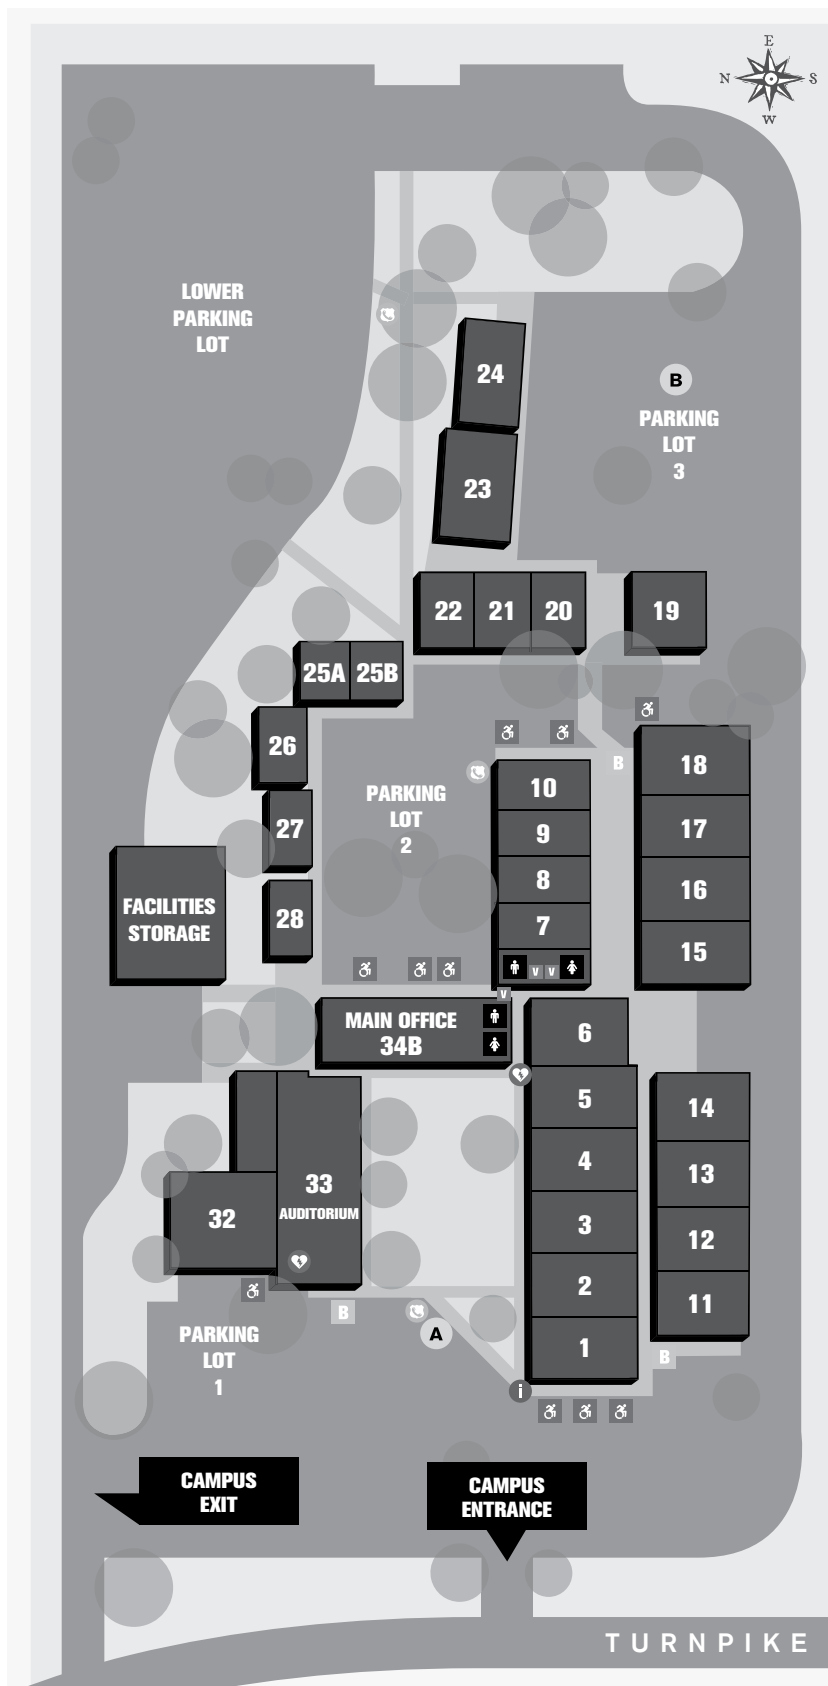 E
N S
W
LOWER
PARKING
LOT
24
B
PARKING
LOT
3
23
22 21 20 19
25A 25B
26
18
B
10
PARKING
LOT
2
9
17
27
8
16
FACILITIES
STORAGE
28
7
15
V V
V
MAIN OFFICE
34B
6
5
14
4
13
33
AUDITORIUM
32
3
12
2
11
B
A
PARKING
LOT
1
1
B
i
CAMPUS
EXIT
CAMPUS
ENTRANCE
TURNPIKE